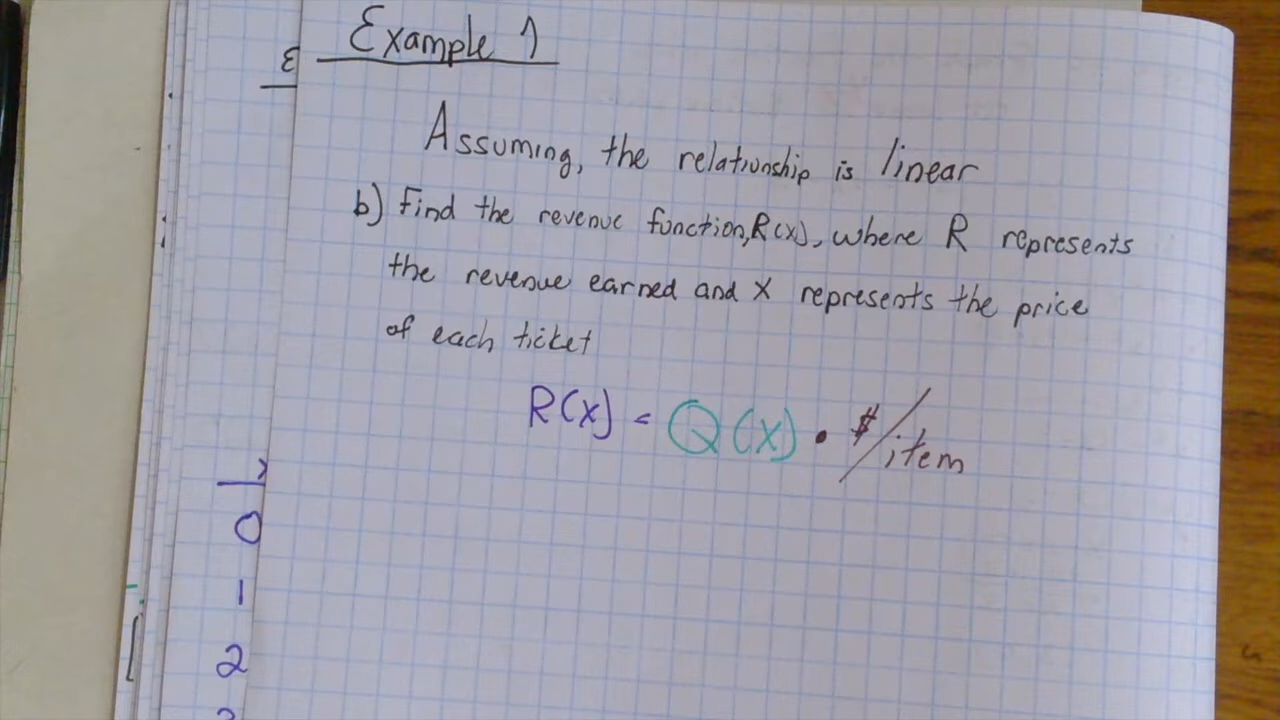 Example 1
ε
Assuming, the relationship is linear
b) Find the revenue function, R(x), where R represents
the revenue earned and x represents the price
of each ticket
R(x) = Q(x) • $/item
0
1
2